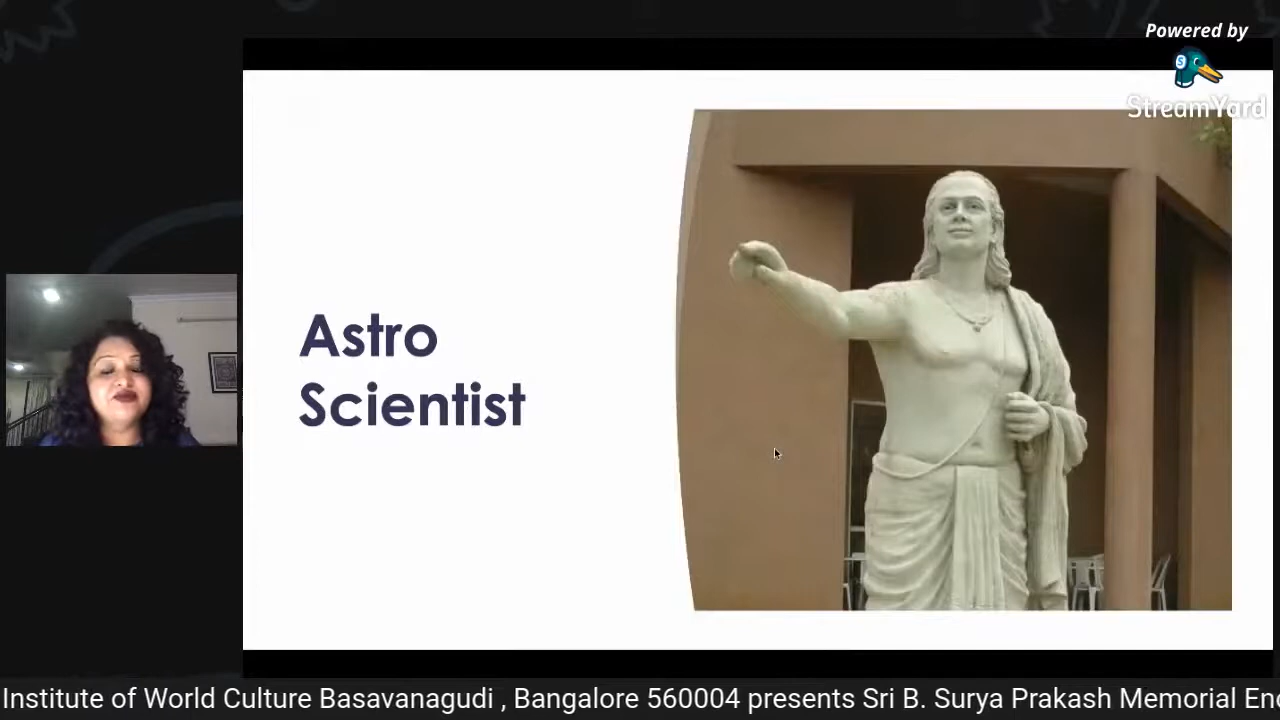 Powered by
StreamYard
Astro
Scientist
Institute of World Culture Basavanagudi , Bangalore 560004 presents Sri B. Surya Prakash Memorial